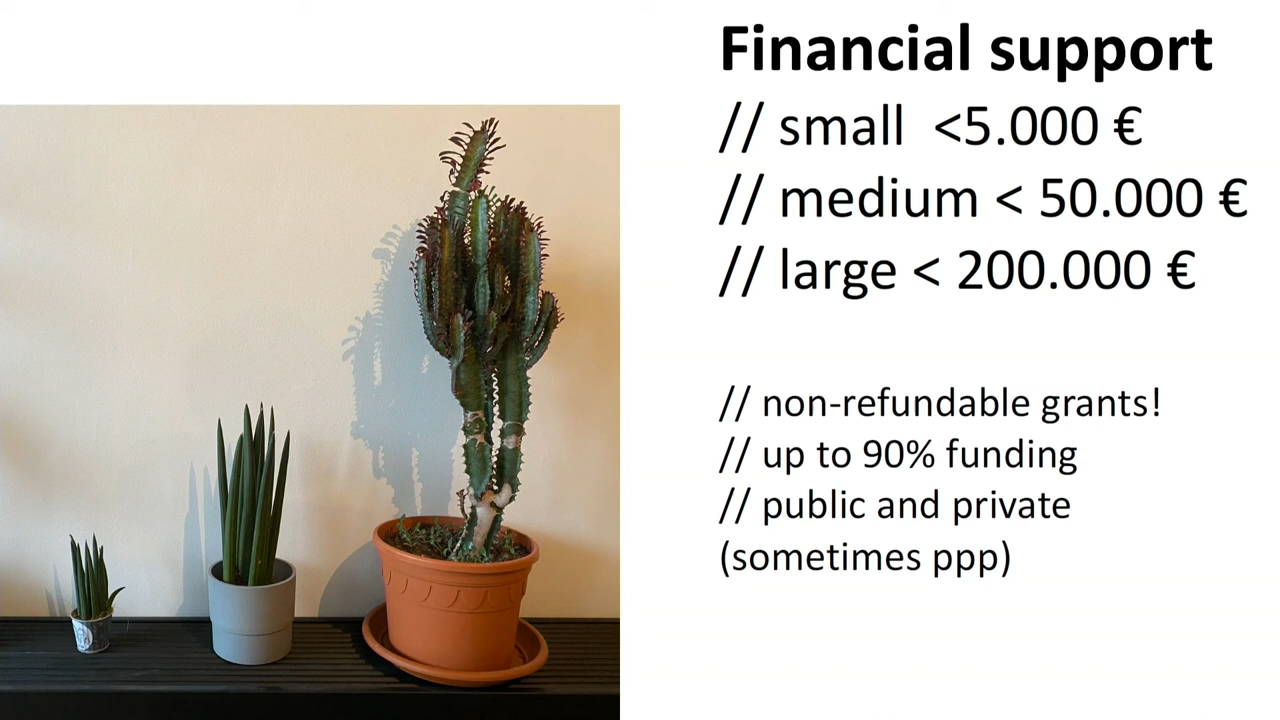 Financial support
// small  <5.000 €
// medium < 50.000 €
// large < 200.000 €
// non-refundable grants!
// up to 90% funding
// public and private
(sometimes ppp)